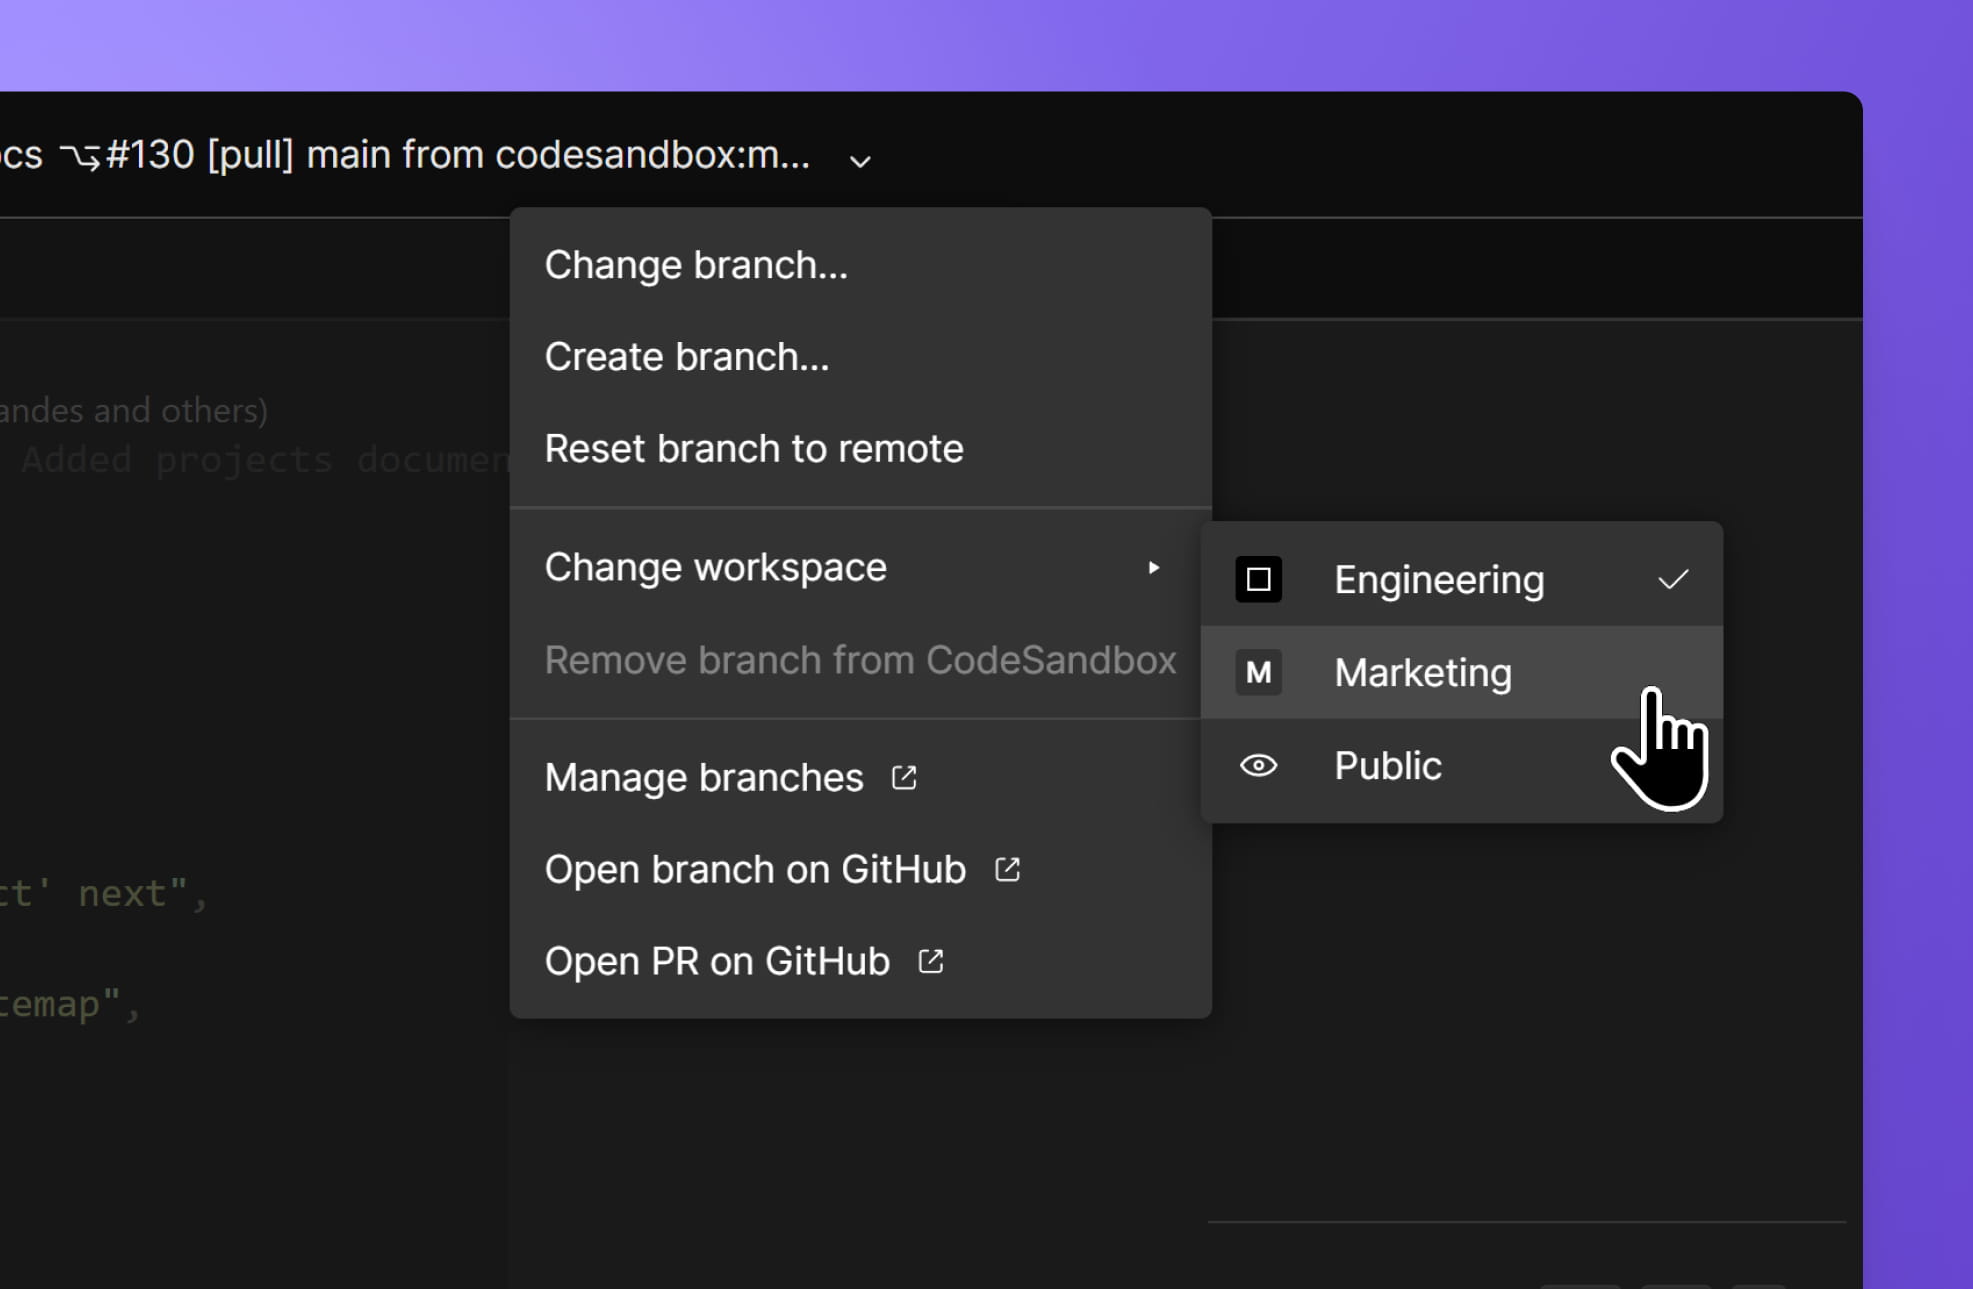 #130 [pull] main from codesandbox:m...
Change branch...
Create branch...
Reset branch to remote
andes and others)
Added projects documen
Change workspace
Remove branch from CodeSandbox
Engineering
M Marketing
Public
Manage branches
Open branch on GitHub
Open PR on GitHub
ct' next",
temap",